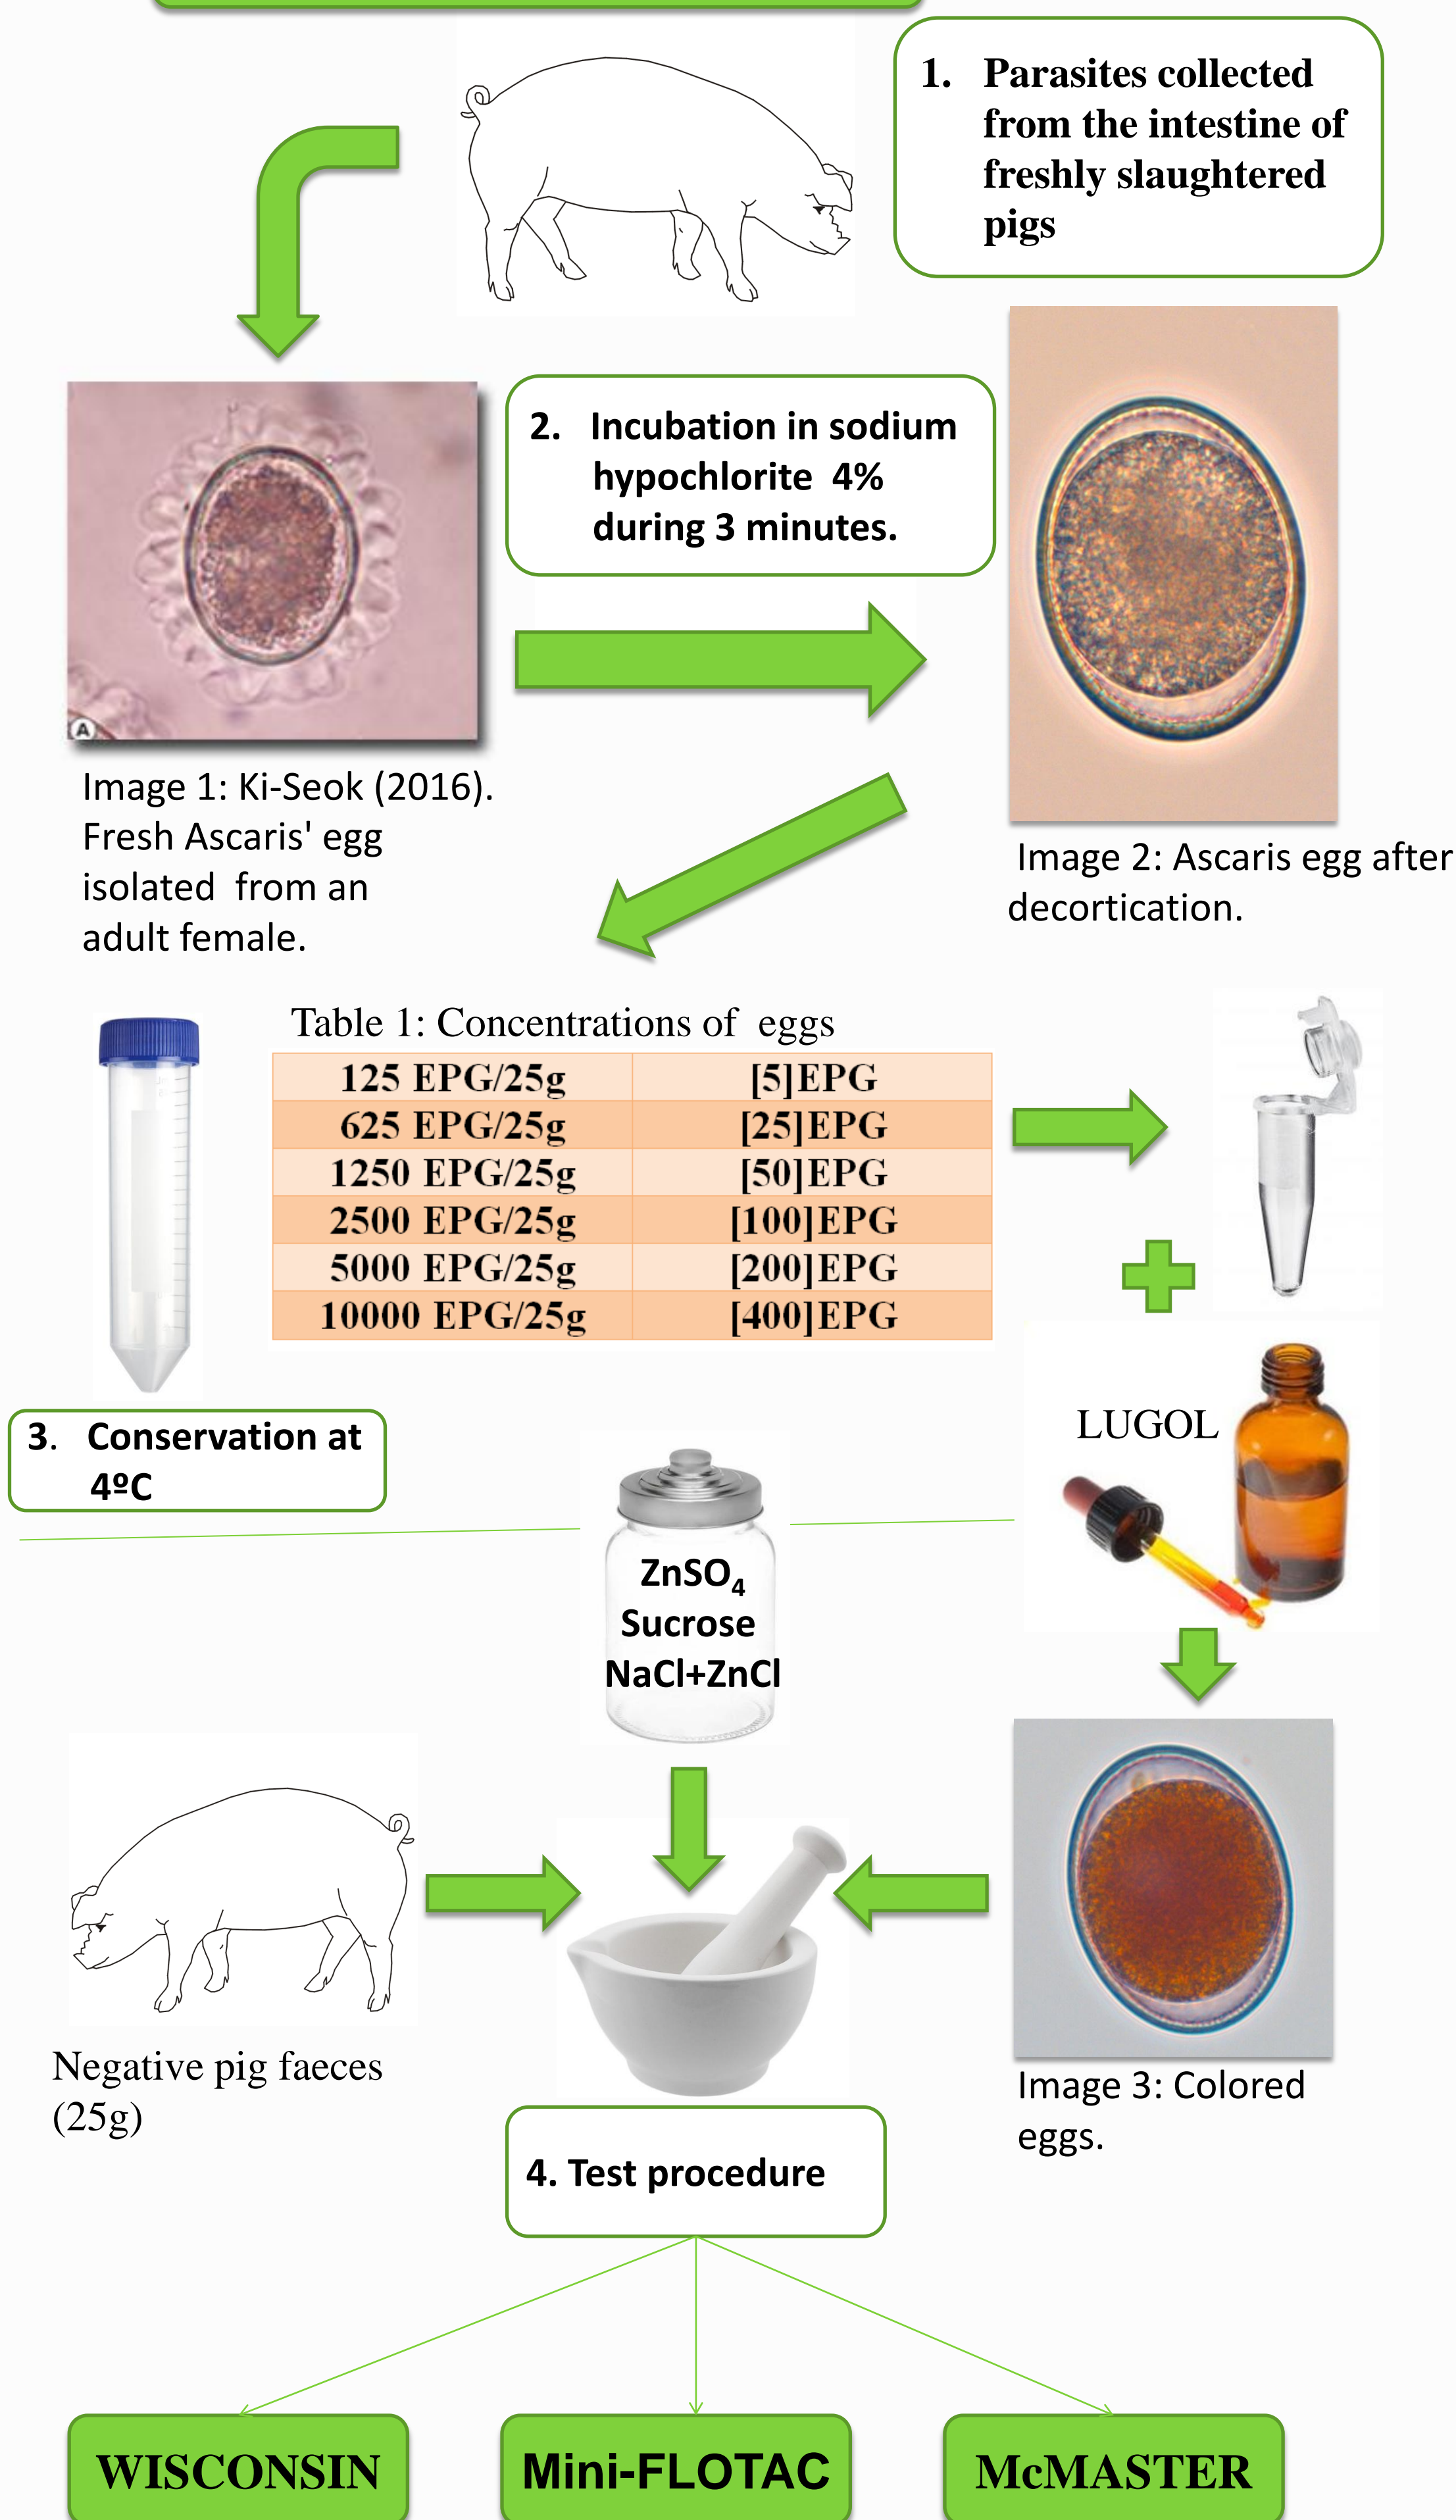 1. Parasites collected
from the intestine of
freshly slaughtered
pigs
2. Incubation in sodium
hypochlorite 4%
during 3 minutes.
A
Image 1: Ki-Seok (2016).
Fresh Ascaris' egg
isolated from an
adult female.
Image 2: Ascaris egg after
decortication.
Table 1: Concentrations of eggs
125 EPG/25g [5]EPG
625 EPG/25g [25]EPG
1250 EPG/25g [50]EPG
2500 EPG/25g [100]EPG
5000 EPG/25g [200]EPG
10000 EPG/25g [400]EPG
3. Conservation at
4ºC
LUGOL
ZnSO₄
Sucrose
NaCl+ZnCl
Negative pig faeces
(25g)
Image 3: Colored
eggs.
4. Test procedure
WISCONSIN
Mini-FLOTAC
McMASTER